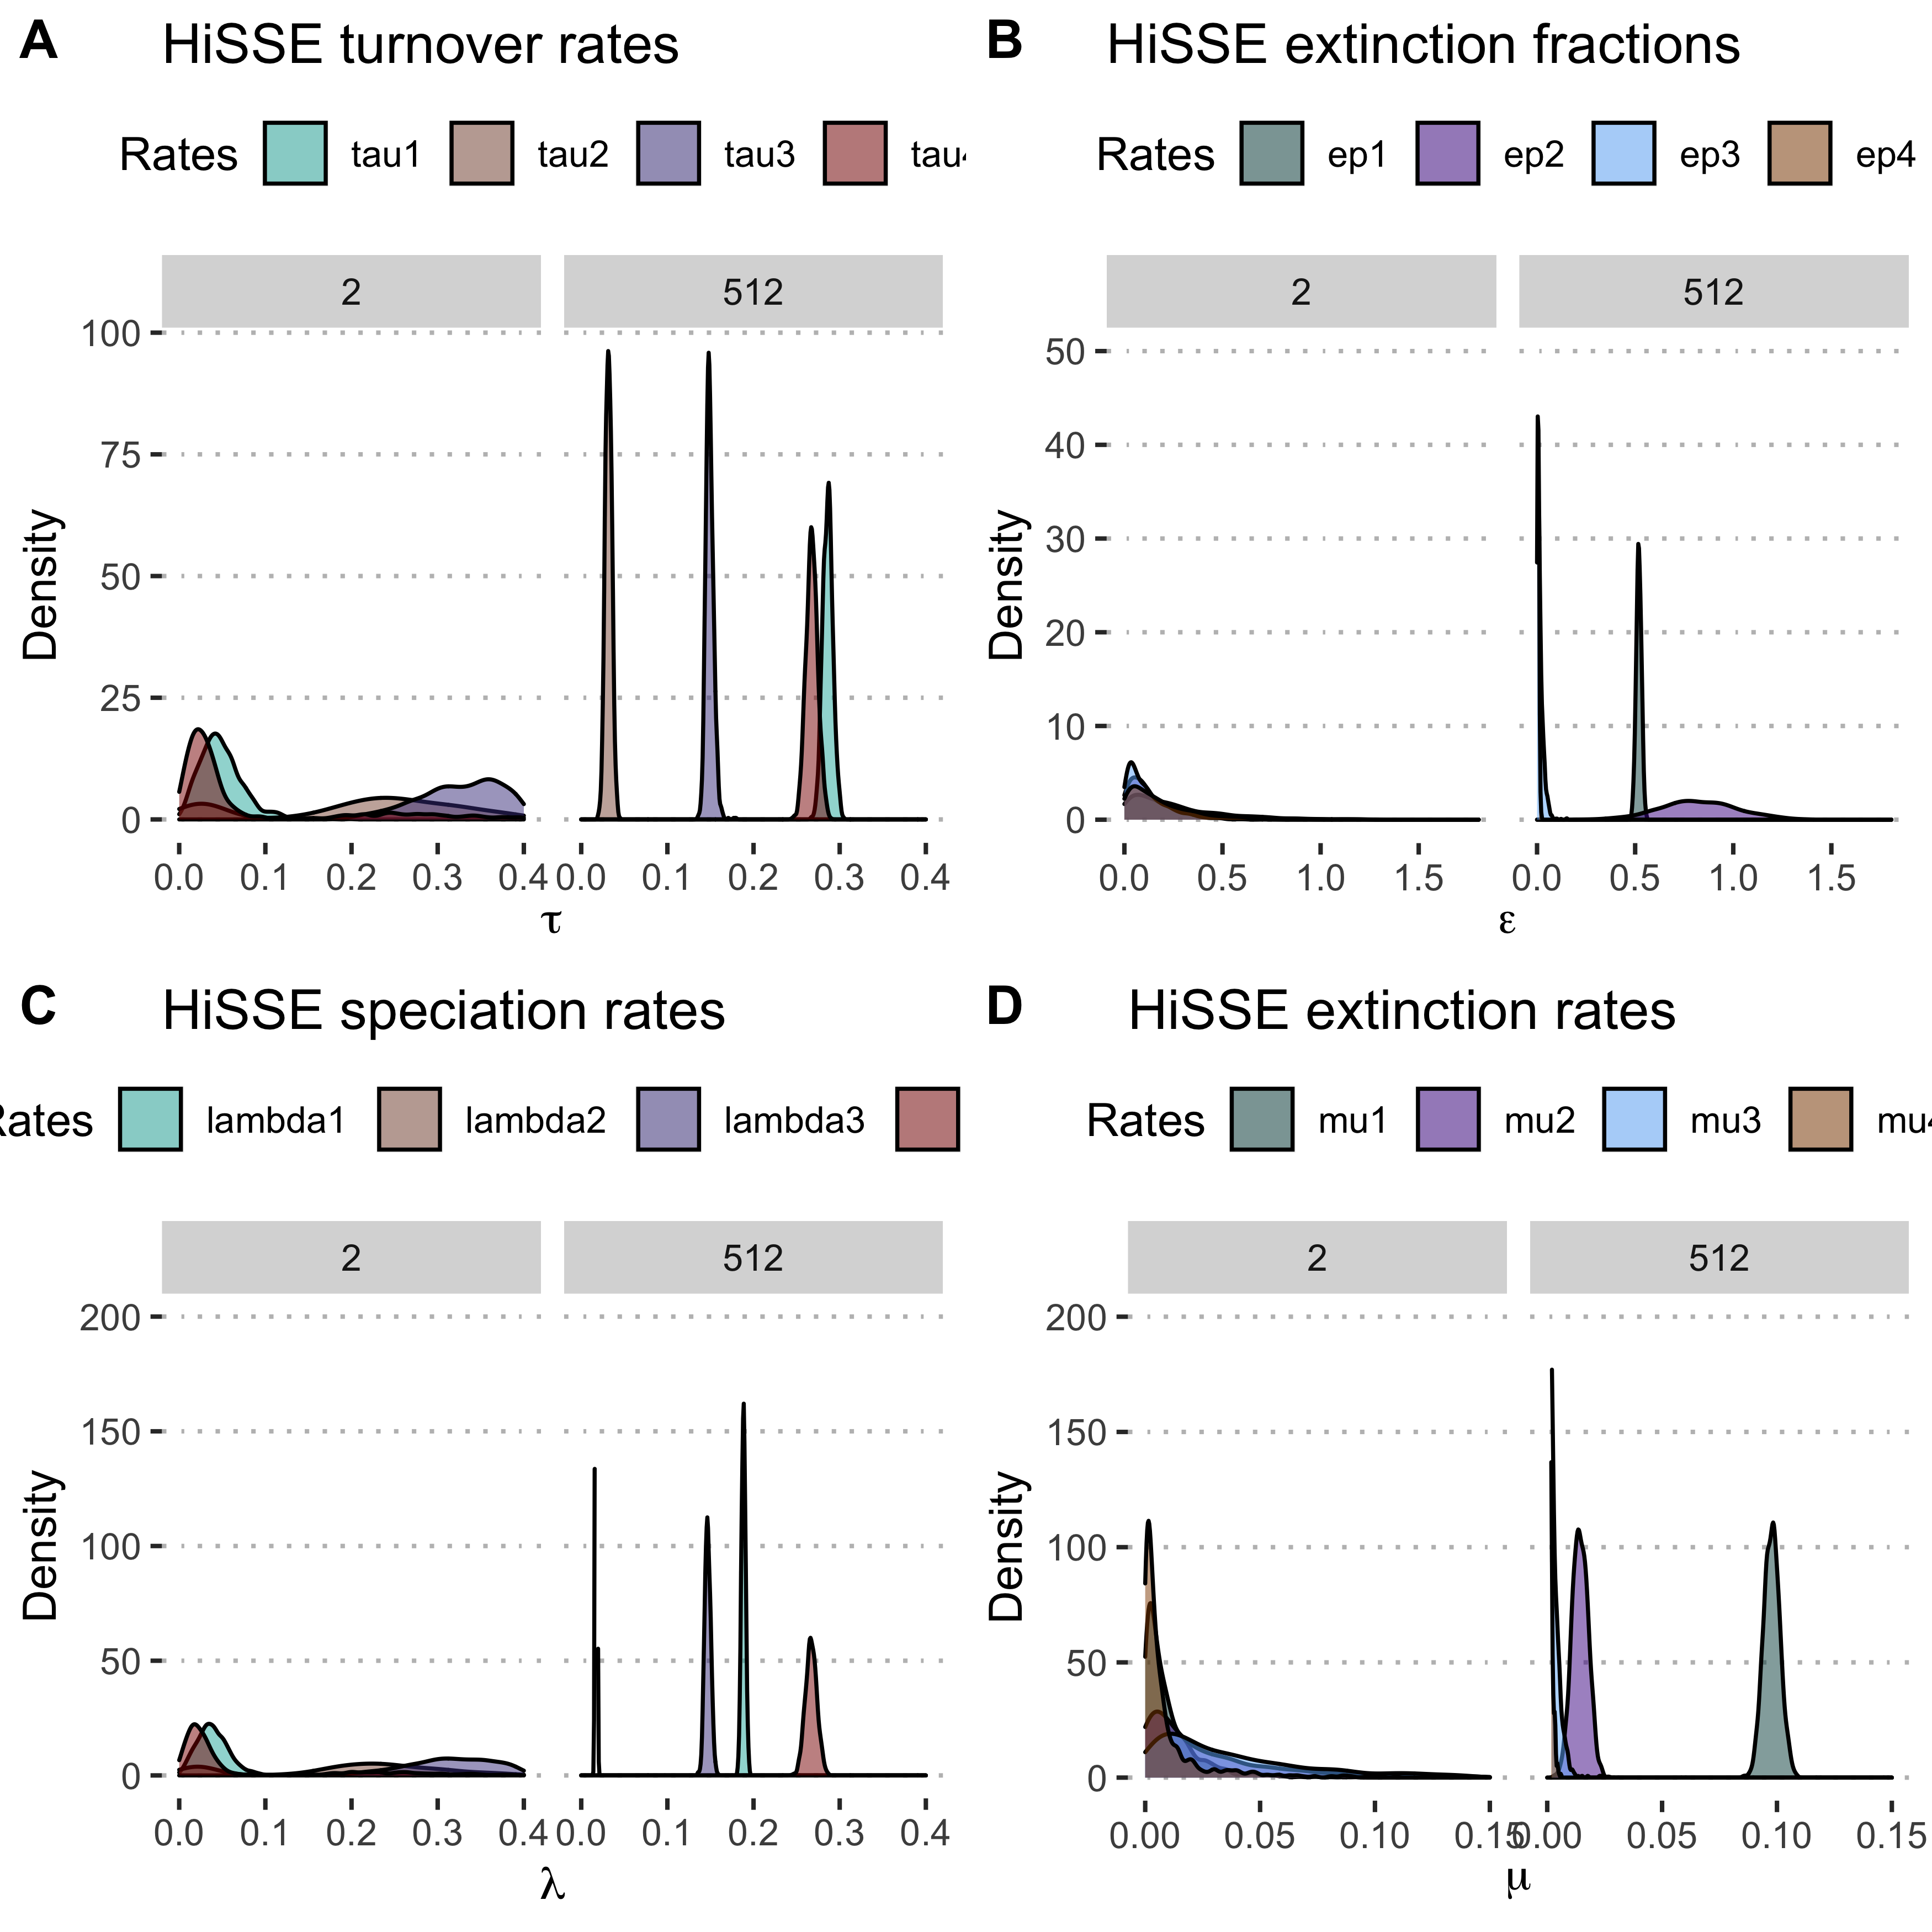 A HiSSE turnover rates
Rates tau1 tau2 tau3
2 512
100
75
50
25
0
Density
0.0 0.1 0.2 0.3 0.4 0.0 0.1 0.2 0.3 0.4
τ
B HiSSE extinction fractions
Rates ep1 ep2 ep3 ep4
2 512
50
40
30
20
10
0
Density
0.0 0.5 1.0 1.5 0.0 0.5 1.0 1.5
ε
C HiSSE speciation rates
Rates lambda1 lambda2 lambda3
2 512
200
150
100
50
0
Density
0.0 0.1 0.2 0.3 0.4 0.0 0.1 0.2 0.3 0.4
λ
D HiSSE extinction rates
Rates mu1 mu2 mu3 mu4
2 512
200
150
100
50
0
Density
0.00 0.05 0.10 0.15 0.00 0.05 0.10 0.15
μ